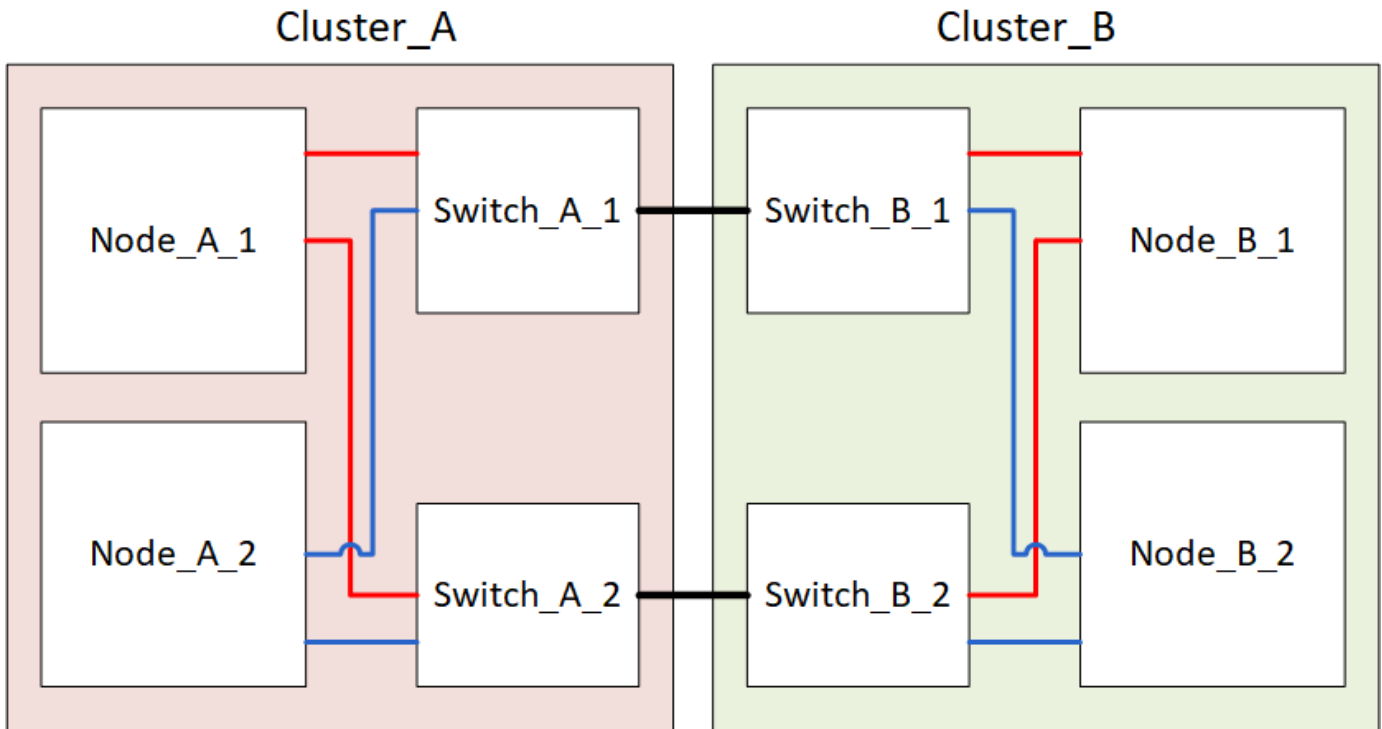 Cluster_A
Cluster_B
Node_A_1
Switch_A_1
Switch_B_1
Node_B_1
Node_A_2
Switch_A_2
Switch_B_2
Node_B_2